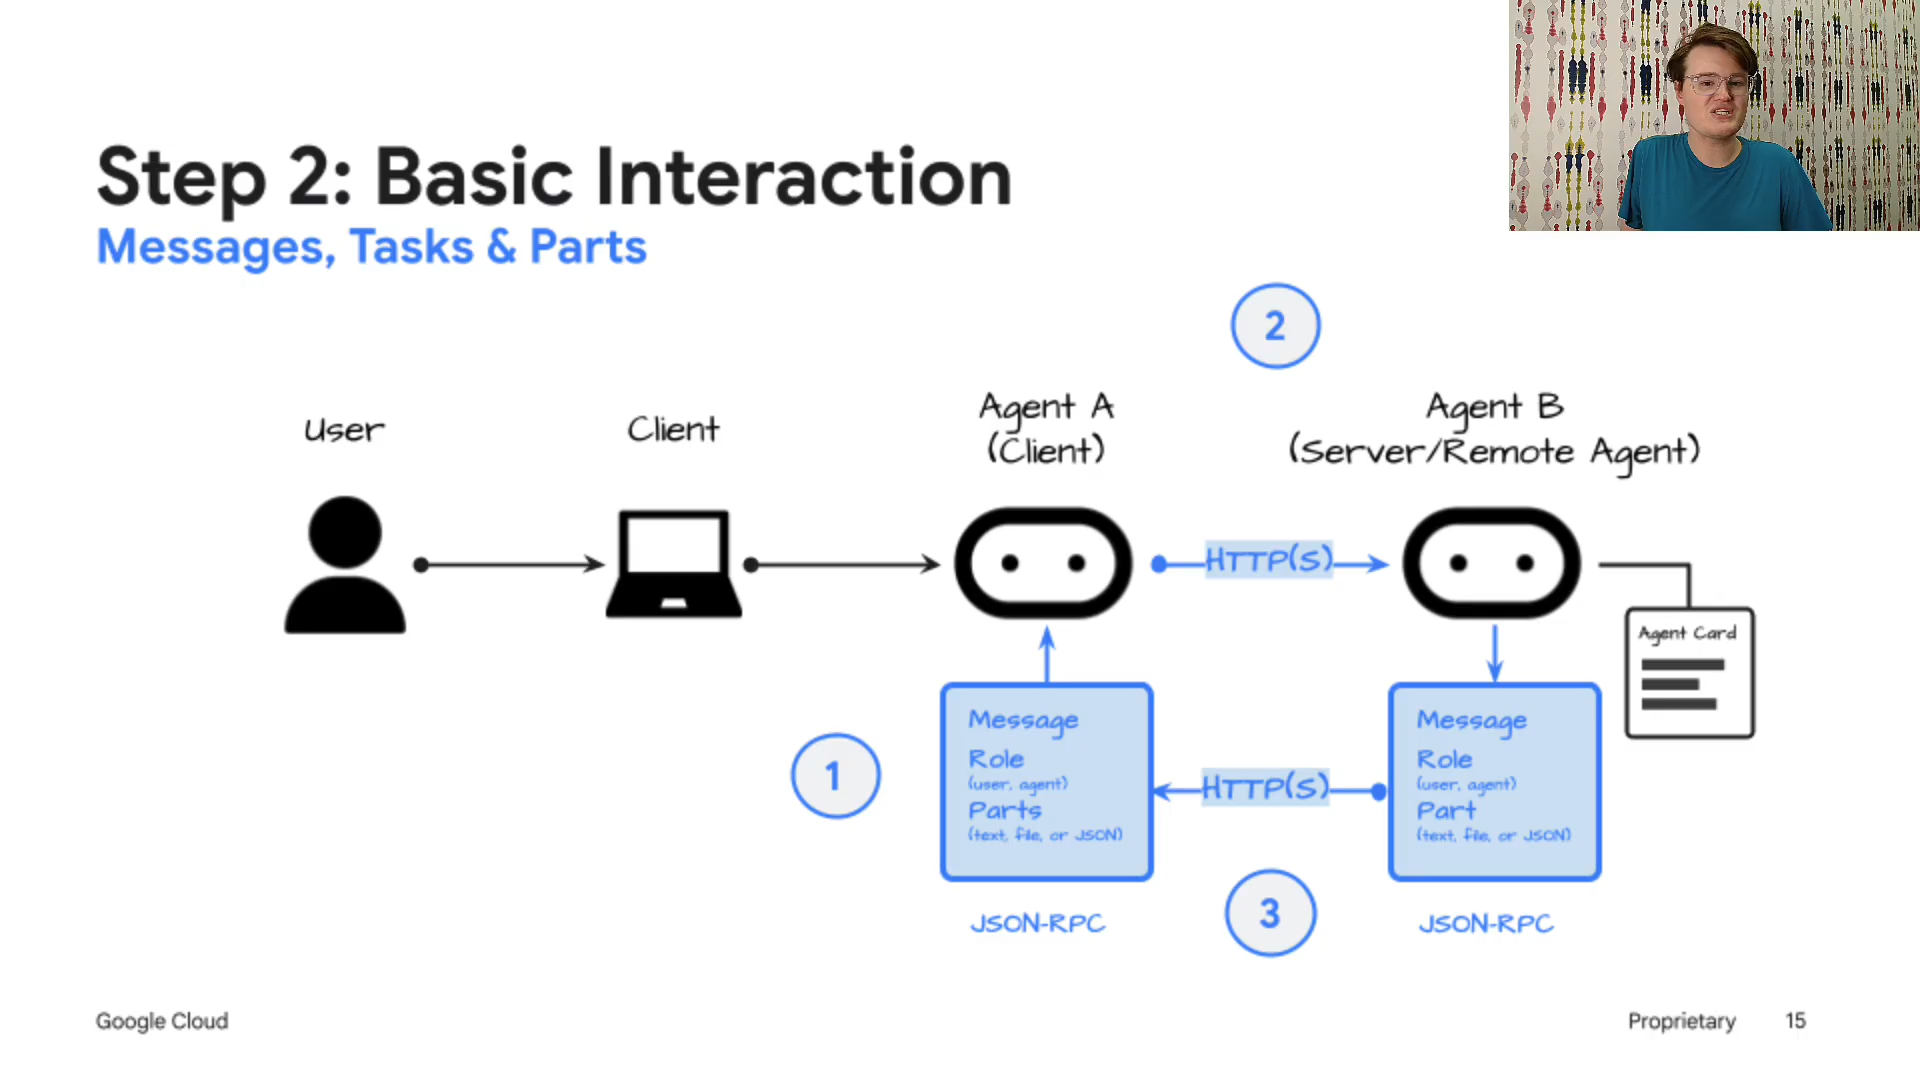 Step 2: Basic Interaction
Messages, Tasks & Parts
2
User
Client
Agent A
(Client)
Agent B
(Server/Remote Agent)
HTTP(S)
Agent Card
1
Message
Role
(user, agent)
Parts
(text, file, or JSON)
HTTP(S)
Message
Role
(user, agent)
Part
(text, file, or JSON)
JSON-RPC
3
JSON-RPC
Google Cloud
Proprietary
15